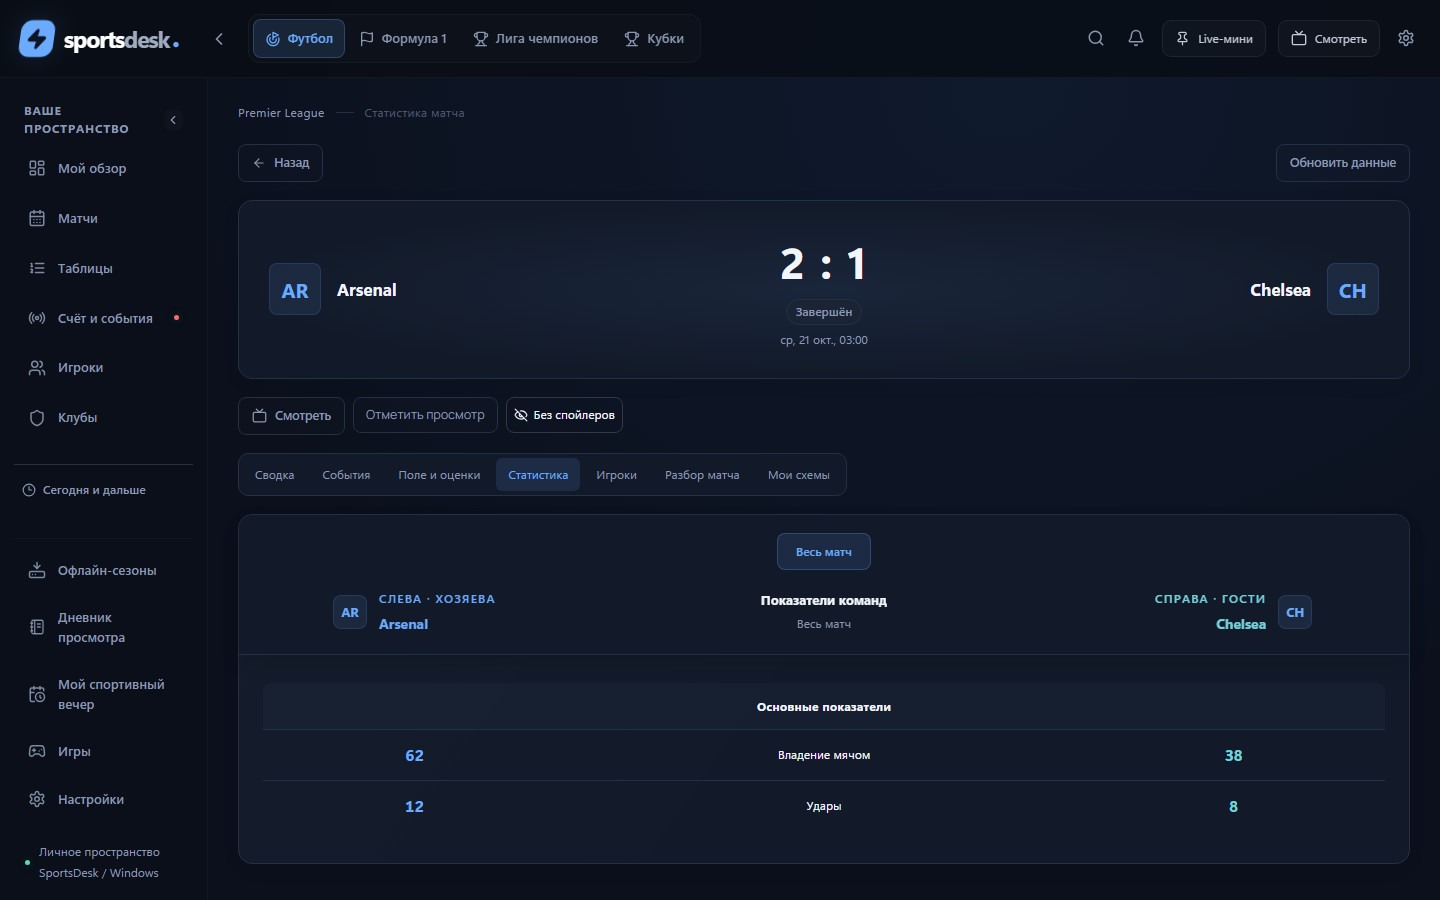 sportsdesk.
Футбол
Формула 1
Лига чемпионов
Кубки
Live-мини
Смотреть
ВАШЕ
ПРОСТРАНСТВО
Мой обзор
Матчи
Таблицы
Счёт и события
Игроки
Клубы
Сегодня и дальше
Офлайн-сезоны
Дневник
просмотра
Мой спортивный
вечер
Игры
Настройки
Личное пространство
SportsDesk / Windows
Premier League — Статистика матча
Назад
Обновить данные
AR Arsenal
2 : 1
Завершён
ср, 21 окт., 03:00
Chelsea CH
Смотреть
Отметить просмотр
Без спойлеров
Сводка
События
Поле и оценки
Статистика
Игроки
Разбор матча
Мои схемы
Весь матч
AR
СЛЕВА · ХОЗЯЕВА
Arsenal
Показатели команд
Весь матч
СПРАВА · ГОСТИ
Chelsea
CH
Основные показатели
62 Владение мячом 38
12 Удары 8